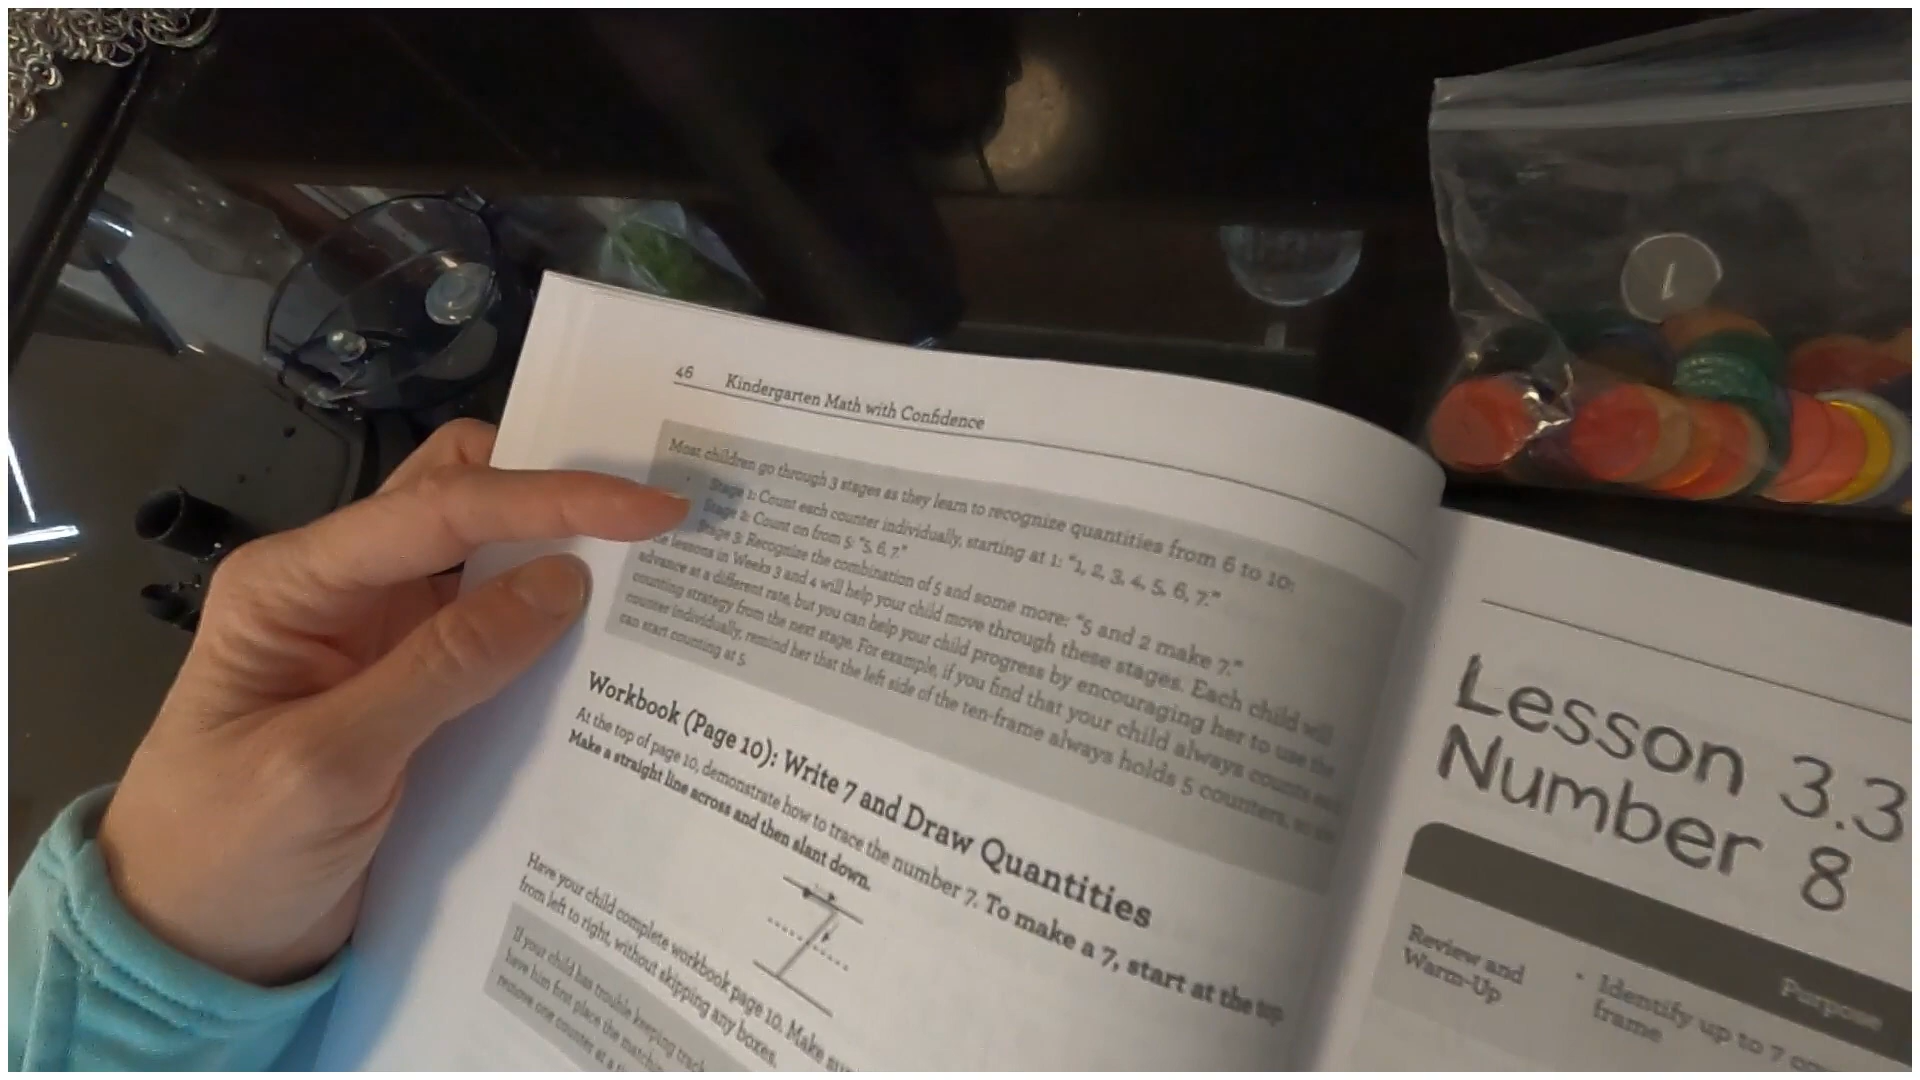 46 Kindergarten Math with Confidence
Most children go through 3 stages as they learn to recognize quantities from 6 to 10:
Stage 1: Count each counter individually, starting at 1: "1, 2, 3, 4, 5, 6, 7."
Stage 2: Count on from 5: "5, 6, 7."
Stage 3: Recognize the combination of 5 and some more: "5 and 2 make 7."
lessons in Weeks 3 and 4 will help your child move through these stages. Each child will
advance at a different rate, but you can help your child progress by encouraging her to use the
counting strategy from the next stage. For example, if you find that your child always counts
counter individually, remind her that the left side of the ten-frame always holds 5 counters,
can start counting at 5.
Workbook (Page 10): Write 7 and Draw Quantities
At the top of page 10, demonstrate how to trace the number 7. To make a 7, start at the top.
Make a straight line across and then slant down.
Have your child complete workbook page 10. Make
from left to right, without skipping any boxes.
If your child has trouble keeping
have him first place the
remove one counter at a
Lesson 3.3
Number 8
Purpose
Review and
Warm-Up
• Identify up to 7
frame
1